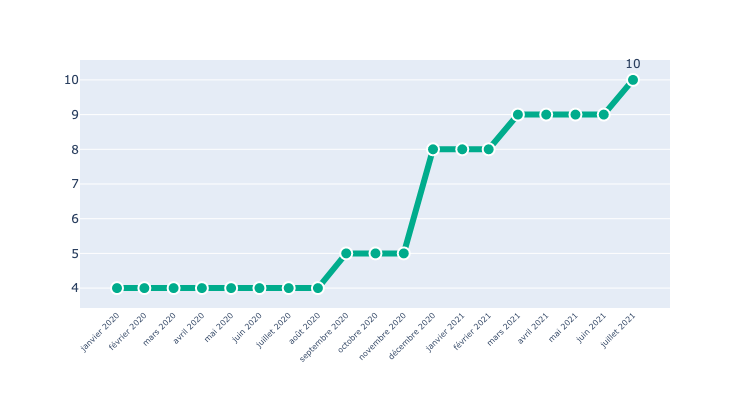 10
10
9
8
7
6
5
4
janvier 2020
février 2020
mars 2020
avril 2020
mai 2020
juin 2020
juillet 2020
août 2020
septembre 2020
octobre 2020
novembre 2020
décembre 2020
janvier 2021
février 2021
mars 2021
avril 2021
mai 2021
juin 2021
juillet 2021